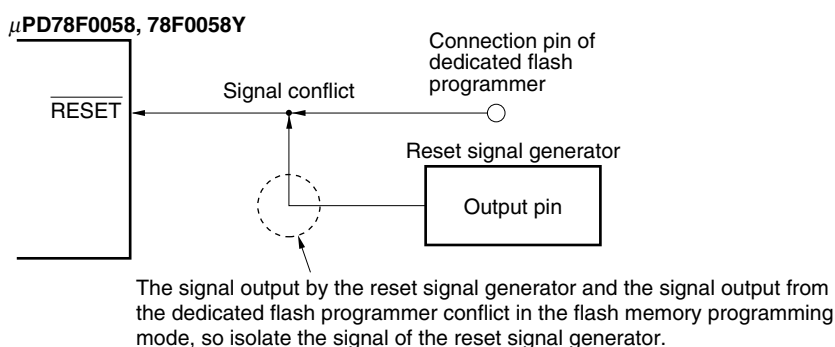 μPD78F0058, 78F0058Y
Connection pin of
dedicated flash
programmer
Signal conflict
RESET
Reset signal generator
Output pin
The signal output by the reset signal generator and the signal output from
the dedicated flash programmer conflict in the flash memory programming
mode, so isolate the signal of the reset signal generator.